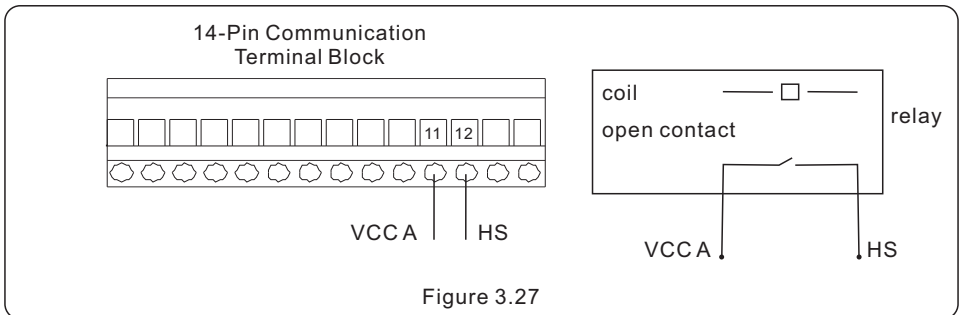 14-Pin Communication
Terminal Block
11 12
VCC A HS
coil
open contact
relay
VCC A HS
Figure 3.27